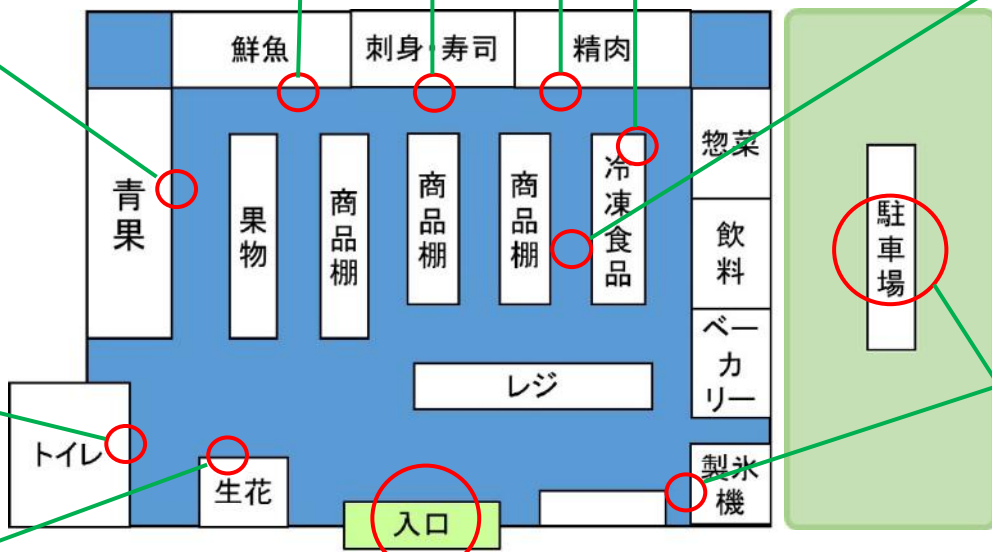 鮮魚
刺身・寿司
精肉
惣菜
青果
果物
商品棚
商品棚
商品棚
冷凍食品
飲料
駐車場
ベーカリー
レジ
トイレ
生花
入口
製氷機